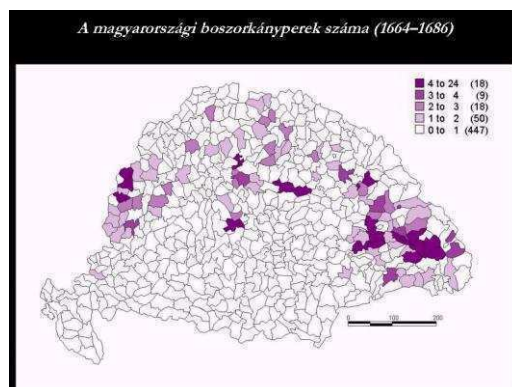 A magyarországi boszorkányperek száma (1664–1686)
4 to 24 (18)
3 to 4 (9)
2 to 3 (18)
1 to 2 (50)
0 to 1 (447)
0 100 200